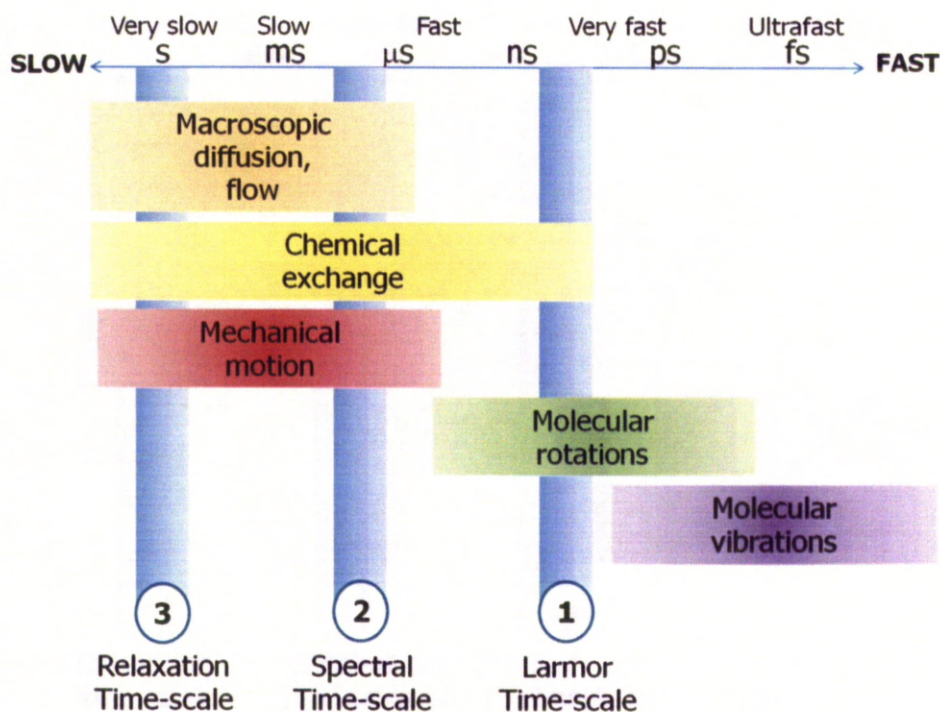 Very slow Slow Fast Very fast Ultrafast
s ms μs ns ps fs
SLOW FAST
Macroscopic
diffusion,
flow
Chemical
exchange
Mechanical
motion
Molecular
rotations
Molecular
vibrations
3 2 1
Relaxation Spectral Larmor
Time-scale Time-scale Time-scale